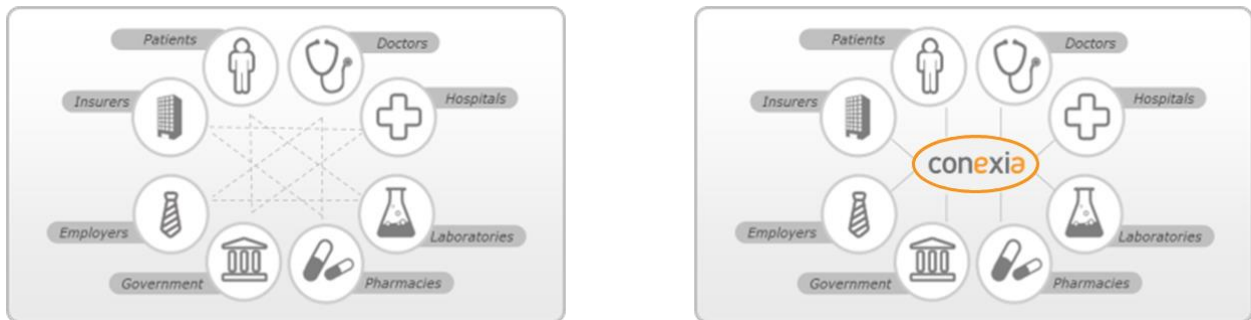 Patients
Doctors
Insurers
Hospitals
Employers
Laboratories
Government
Pharmacies
Patients
Doctors
Insurers
Hospitals
conexia
Employers
Laboratories
Government
Pharmacies